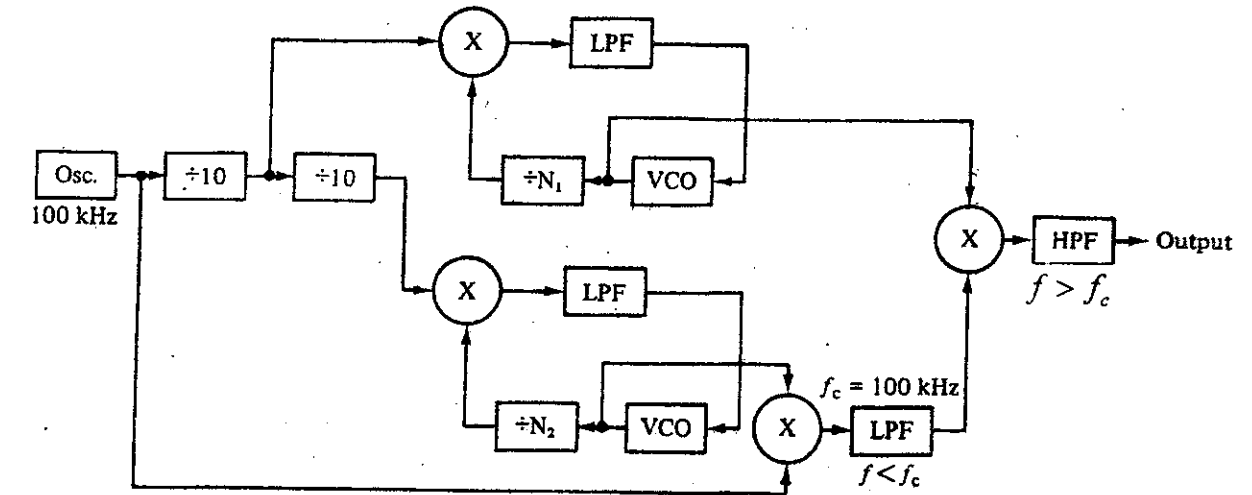 X
LPF
Osc.
÷10
÷10
÷N₁
VCO
100 kHz
X
HPF
Output
f > f_c
X
LPF
f_c = 100 kHz
÷N₂
VCO
X
LPF
f < f_c